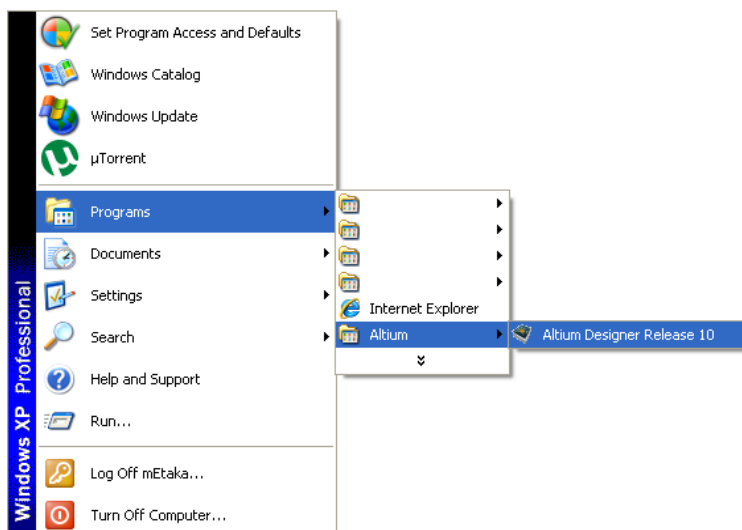 Set Program Access and Defaults
Windows Catalog
Windows Update
µTorrent
Programs
Documents
Settings
Search
Help and Support
Run...
Log Off mEtaka...
Turn Off Computer...
Windows XP Professional
Internet Explorer
Altium
Altium Designer Release 10